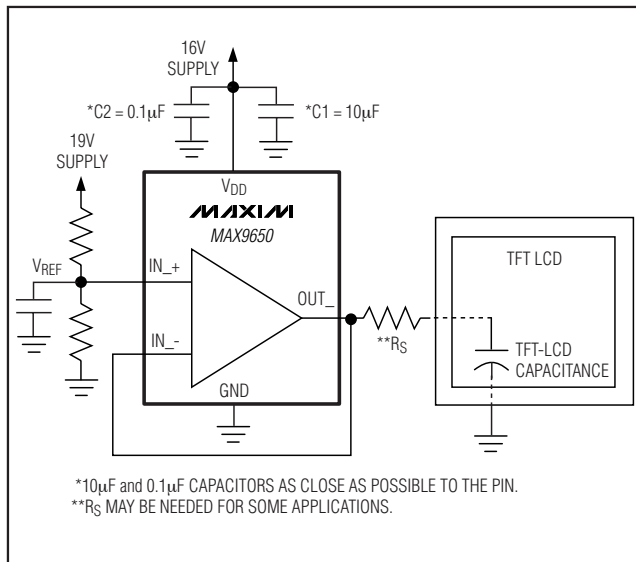 16V
SUPPLY
*C2 = 0.1µF
*C1 = 10µF
19V
SUPPLY
VDD
MAXIM
MAX9650
VREF
IN_+
OUT_
IN_-
GND
**RS
TFT LCD
TFT-LCD
CAPACITANCE
*10µF and 0.1µF CAPACITORS AS CLOSE AS POSSIBLE TO THE PIN.
**RS MAY BE NEEDED FOR SOME APPLICATIONS.